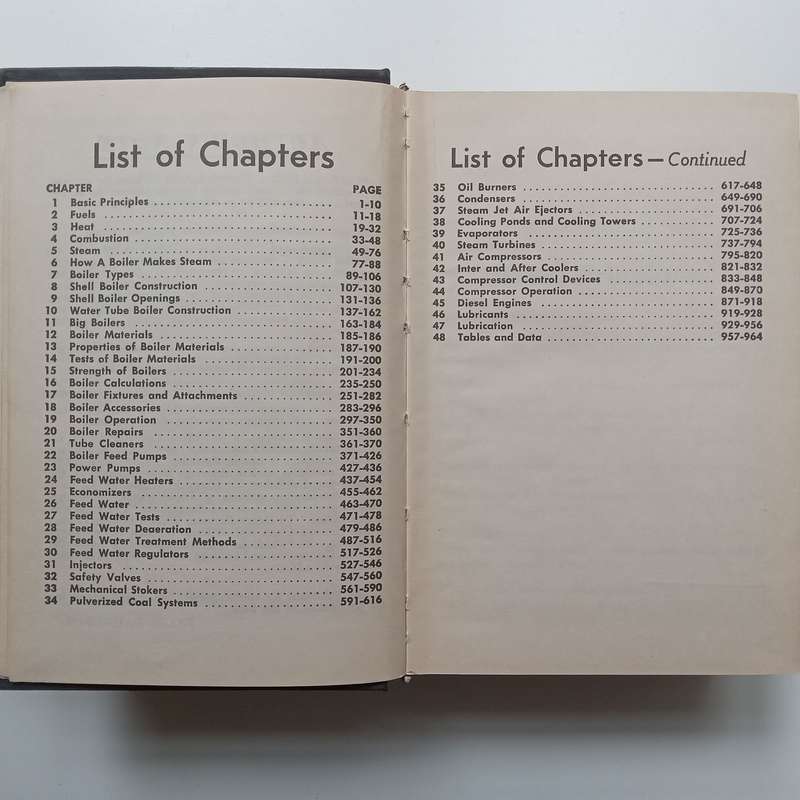 List of Chapters
CHAPTER PAGE
1 Basic Principles 1-10
2 Fuels 11-18
3 Heat 19-32
4 Combustion 33-48
5 Steam 49-76
6 How A Boiler Makes Steam 77-88
7 Boiler Types 89-106
8 Shell Boiler Construction 107-130
9 Shell Boiler Openings 131-136
10 Water Tube Boiler Construction 137-162
11 Big Boilers 163-184
12 Boiler Materials 185-186
13 Properties of Boiler Materials 187-190
14 Tests of Boiler Materials 191-200
15 Strength of Boilers 201-234
16 Boiler Calculations 235-250
17 Boiler Fixtures and Attachments 251-282
18 Boiler Accessories 283-296
19 Boiler Operation 297-350
20 Boiler Repairs 351-360
21 Tube Cleaners 361-370
22 Boiler Feed Pumps 371-426
23 Power Pumps 427-436
24 Feed Water Heaters 437-454
25 Economizers 455-462
26 Feed Water 463-470
27 Feed Water Tests 471-478
28 Feed Water Deaeration 479-486
29 Feed Water Treatment Methods 487-516
30 Feed Water Regulators 517-526
31 Injectors 527-546
32 Safety Valves 547-560
33 Mechanical Stokers 561-590
34 Pulverized Coal Systems 591-616
List of Chapters—Continued
35 Oil Burners 617-648
36 Condensers 649-690
37 Steam Jet Air Ejectors 691-706
38 Cooling Ponds and Cooling Towers 707-724
39 Evaporators 725-736
40 Steam Turbines 737-794
41 Air Compressors 795-820
42 Inter and After Coolers 821-832
43 Compressor Control Devices 833-848
44 Compressor Operation 849-870
45 Diesel Engines 871-918
46 Lubricants 919-928
47 Lubrication 929-956
48 Tables and Data 957-964